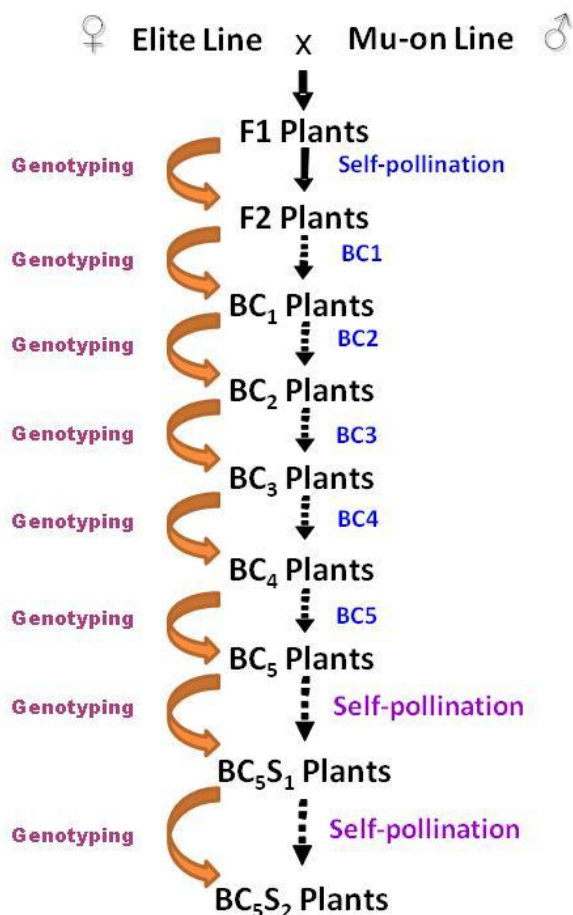 ♀ Elite Line x Mu-on Line ♂
F1 Plants
Genotyping Self-pollination
F2 Plants
Genotyping BC1
BC₁ Plants
Genotyping BC2
BC₂ Plants
Genotyping BC3
BC₃ Plants
Genotyping BC4
BC₄ Plants
Genotyping BC5
BC₅ Plants
Genotyping Self-pollination
BC₅S₁ Plants
Genotyping Self-pollination
BC₅S₂ Plants